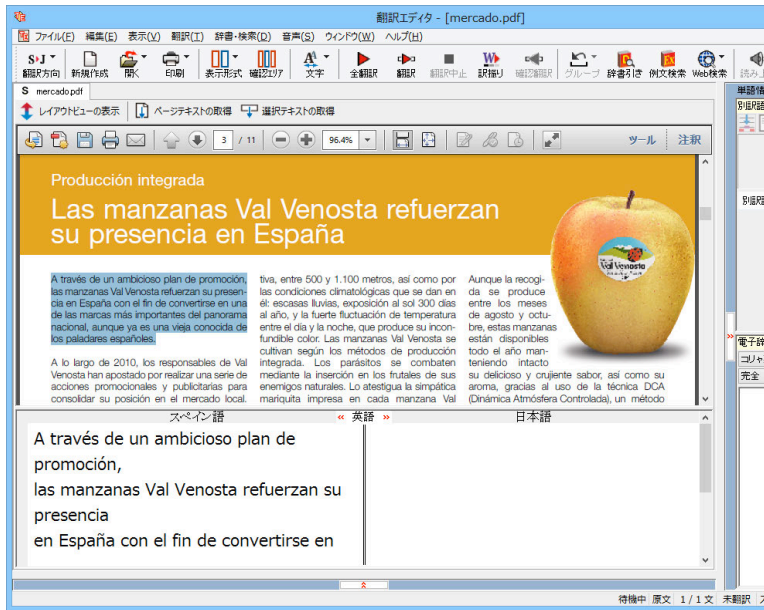 翻訳エディタ - [mercado.pdf]
ファイル(F) 編集(E) 表示(V) 翻訳(T) 辞書・検索(D) 音声(S) ウィンドウ(W) ヘルプ(H)
S›J
翻訳方向 新規作成 開く 印刷 表示形式 確認エリア 文字 全翻訳 翻訳 翻訳中止 訳振り 確認翻訳 グループ 辞書引き 例文検索 Web検索
S mercado.pdf
レイアウトビューの表示 ページテキストの取得 選択テキストの取得
3 / 11 96.4% ツール 注釈
Producción integrada
Las manzanas Val Venosta refuerzan
su presencia en España
Val Venosta
A través de un ambicioso plan de promoción,
las manzanas Val Venosta refuerzan su presen-
cia en España con el fin de convertirse en una
de las marcas más importantes del panorama
nacional, aunque ya es una vieja conocida de
los paladares españoles.
A lo largo de 2010, los responsables de Val
Venosta han apostado por realizar una serie de
acciones promocionales y publicitarias para
consolidar su posición en el mercado local.
tiva, entre 500 y 1.100 metros, así como por
las condiciones climatológicas que se dan en
él: escasas lluvias, exposición al sol 300 días
al año, y la fuerte fluctuación de temperatura
entre el día y la noche, que produce su incon-
fundible color. Las manzanas Val Venosta se
cultivan según los métodos de producción
integrada. Los parásitos se combaten
mediante la inserción en los frutales de sus
enemigos naturales. Lo atestigua la simpática
mariquita impresa en cada manzana Val
Aunque la recogi-
da se produce
entre los meses
de agosto y octu-
bre, estas manzanas
están disponibles
todo el año man-
teniendo intacto
su delicioso y crujiente sabor, así como su
aroma, gracias al uso de la técnica DCA
(Dinámica Atmósfera Controlada), un método
スペイン語 « 英語 » 日本語
A través de un ambicioso plan de
promoción,
las manzanas Val Venosta refuerzan su
presencia
en España con el fin de convertirse en
単語情
別訳語
別訳
電子辞
コリャ
完全
待機中 原文 1 / 1 文 未翻訳